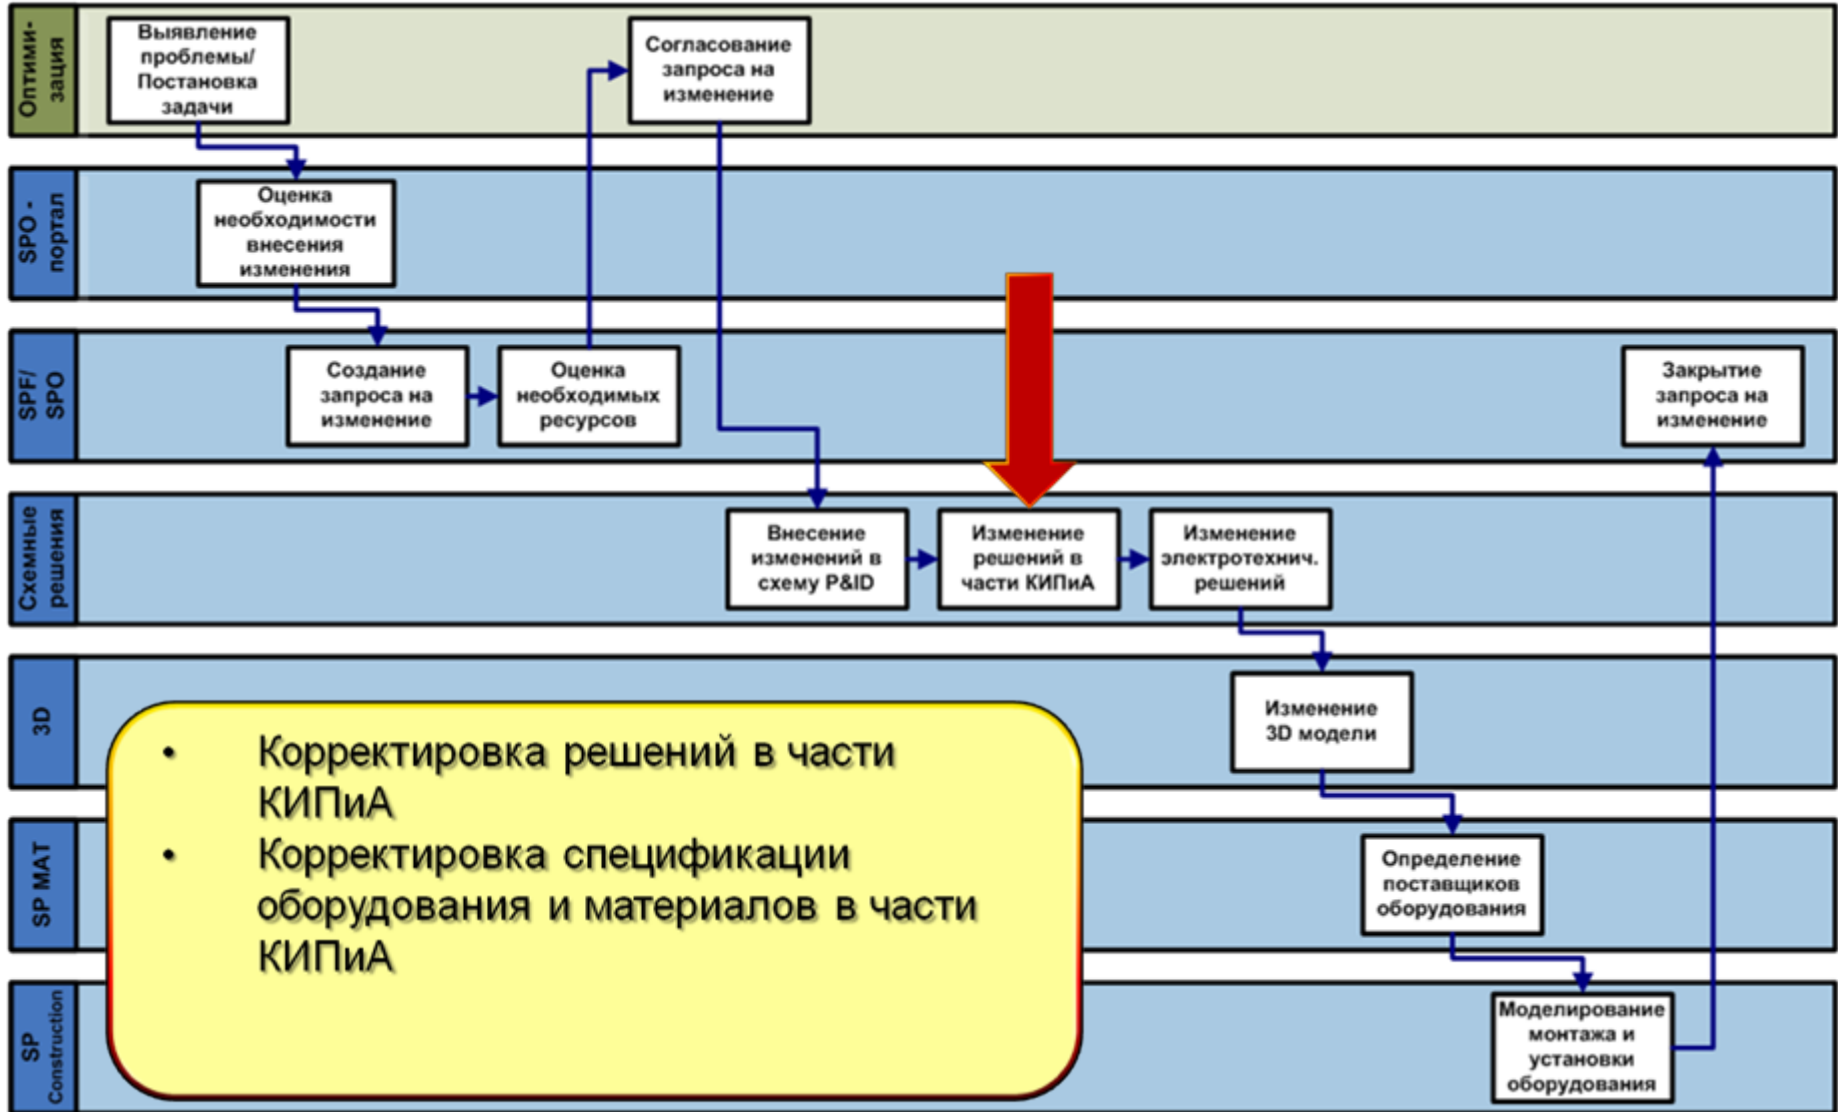 Оптими-
зация
Выявление
проблемы/
Постановка
задачи
Согласование
запроса на
изменение
SPO -
портал
Оценка
необходимости
внесения
изменения
SPF/
SPO
Создание
запроса на
изменение
Оценка
необходимых
ресурсов
Закрытие
запроса на
изменение
Схемные
решения
Внесение
изменений в
схему P&ID
Изменение
решений в
части КИПиА
Изменение
электротехнич.
решений
3D
Изменение
3D модели
• Корректировка решений в части
КИПиА
• Корректировка спецификации
оборудования и материалов в части
КИПиА
SP MAT
Определение
поставщиков
оборудования
SP
Construction
Моделирование
монтажа и
установки
оборудования